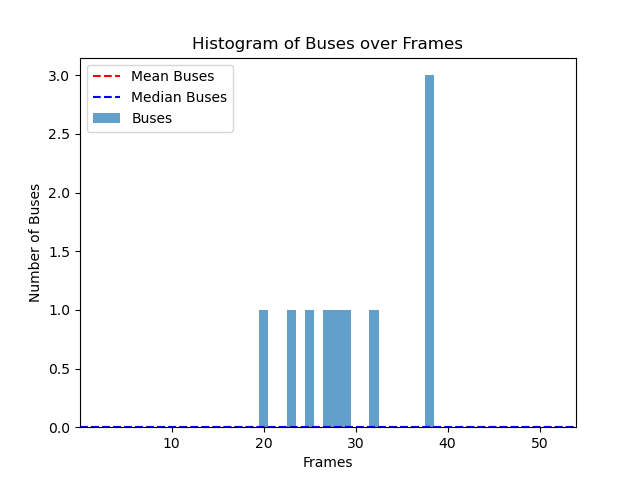 Histogram of Buses over Frames
Mean Buses
Median Buses
Buses
Number of Buses
3.0
2.5
2.0
1.5
1.0
0.5
0.0
10 20 30 40 50
Frames